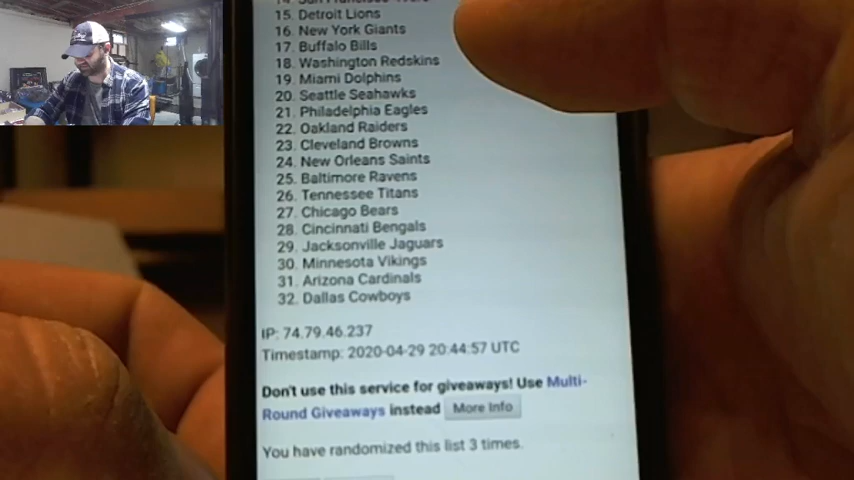 14. San Francisco 49ers
15. Detroit Lions
16. New York Giants
17. Buffalo Bills
18. Washington Redskins
19. Miami Dolphins
20. Seattle Seahawks
21. Philadelphia Eagles
22. Oakland Raiders
23. Cleveland Browns
24. New Orleans Saints
25. Baltimore Ravens
26. Tennessee Titans
27. Chicago Bears
28. Cincinnati Bengals
29. Jacksonville Jaguars
30. Minnesota Vikings
31. Arizona Cardinals
32. Dallas Cowboys
IP: 74.79.46.237
Timestamp: 2020-04-29 20:44:57 UTC
Don't use this service for giveaways! Use Multi-
Round Giveaways instead More Info
You have randomized this list 3 times.